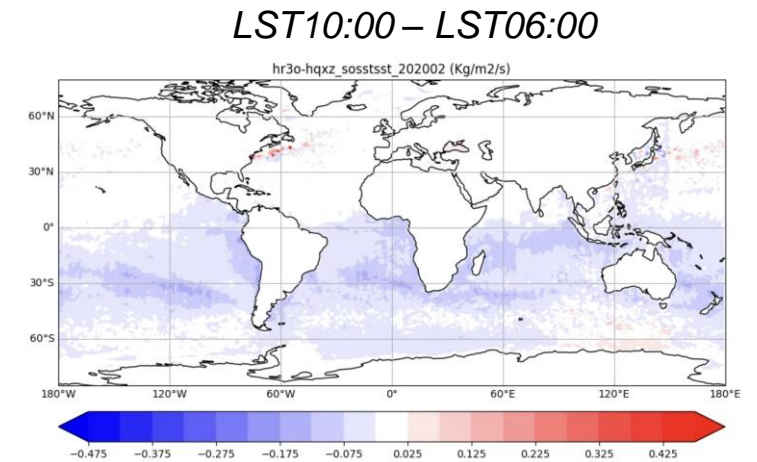 LST10:00 – LST06:00
hr3o-hqxz_sosstsst_202002 (Kg/m2/s)
60°N
30°N
0°
30°S
60°S
180°W 120°W 60°W 0° 60°E 120°E 180°E
−0.475 −0.375 −0.275 −0.175 −0.075 0.025 0.125 0.225 0.325 0.425